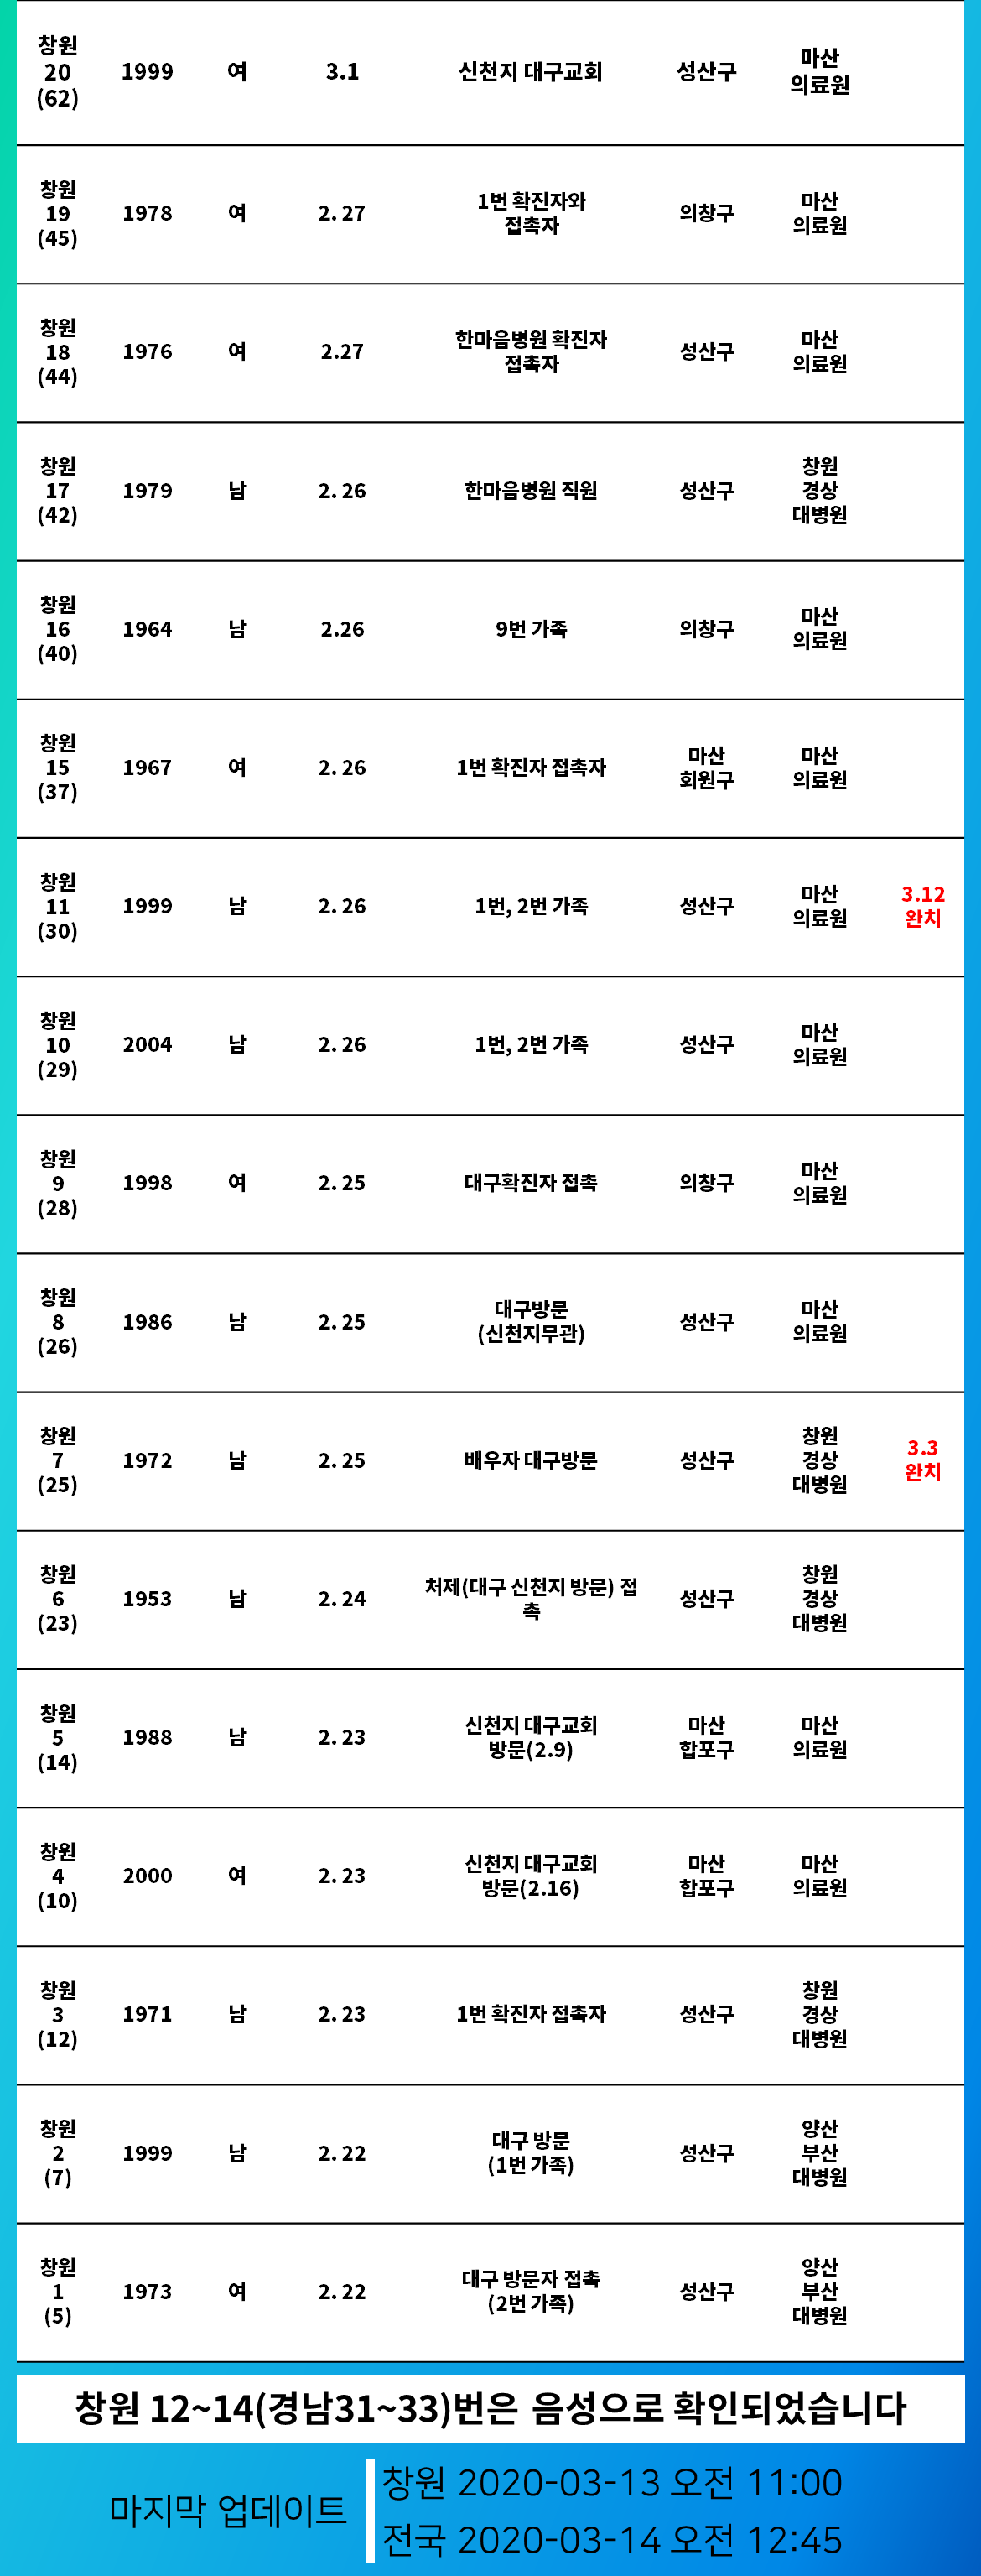 창원
20
(62)
1999
여
3.1
신천지 대구교회
성산구
마산
의료원
창원
19
(45)
1978
여
2. 27
1번 확진자와
접촉자
의창구
마산
의료원
창원
18
(44)
1976
여
2.27
한마음병원 확진자
접촉자
성산구
마산
의료원
창원
17
(42)
1979
남
2. 26
한마음병원 직원
성산구
창원
경상
대병원
창원
16
(40)
1964
남
2.26
9번 가족
의창구
마산
의료원
창원
15
(37)
1967
여
2. 26
1번 확진자 접촉자
마산
회원구
마산
의료원
창원
11
(30)
1999
남
2. 26
1번, 2번 가족
성산구
마산
의료원
3.12
완치
창원
10
(29)
2004
남
2. 26
1번, 2번 가족
성산구
마산
의료원
창원
9
(28)
1998
여
2. 25
대구확진자 접촉
의창구
마산
의료원
창원
8
(26)
1986
남
2. 25
대구방문
(신천지무관)
성산구
마산
의료원
창원
7
(25)
1972
남
2. 25
배우자 대구방문
성산구
창원
경상
대병원
3.3
완치
창원
6
(23)
1953
남
2. 24
처제(대구 신천지 방문) 접
촉
성산구
창원
경상
대병원
창원
5
(14)
1988
남
2. 23
신천지 대구교회
방문(2.9)
마산
합포구
마산
의료원
창원
4
(10)
2000
여
2. 23
신천지 대구교회
방문(2.16)
마산
합포구
마산
의료원
창원
3
(12)
1971
남
2. 23
1번 확진자 접촉자
성산구
창원
경상
대병원
창원
2
(7)
1999
남
2. 22
대구 방문
(1번 가족)
성산구
양산
부산
대병원
창원
1
(5)
1973
여
2. 22
대구 방문자 접촉
(2번 가족)
성산구
양산
부산
대병원
창원 12~14(경남31~33)번은 음성으로 확인되었습니다
마지막 업데이트
창원 2020-03-13 오전 11:00
전국 2020-03-14 오전 12:45